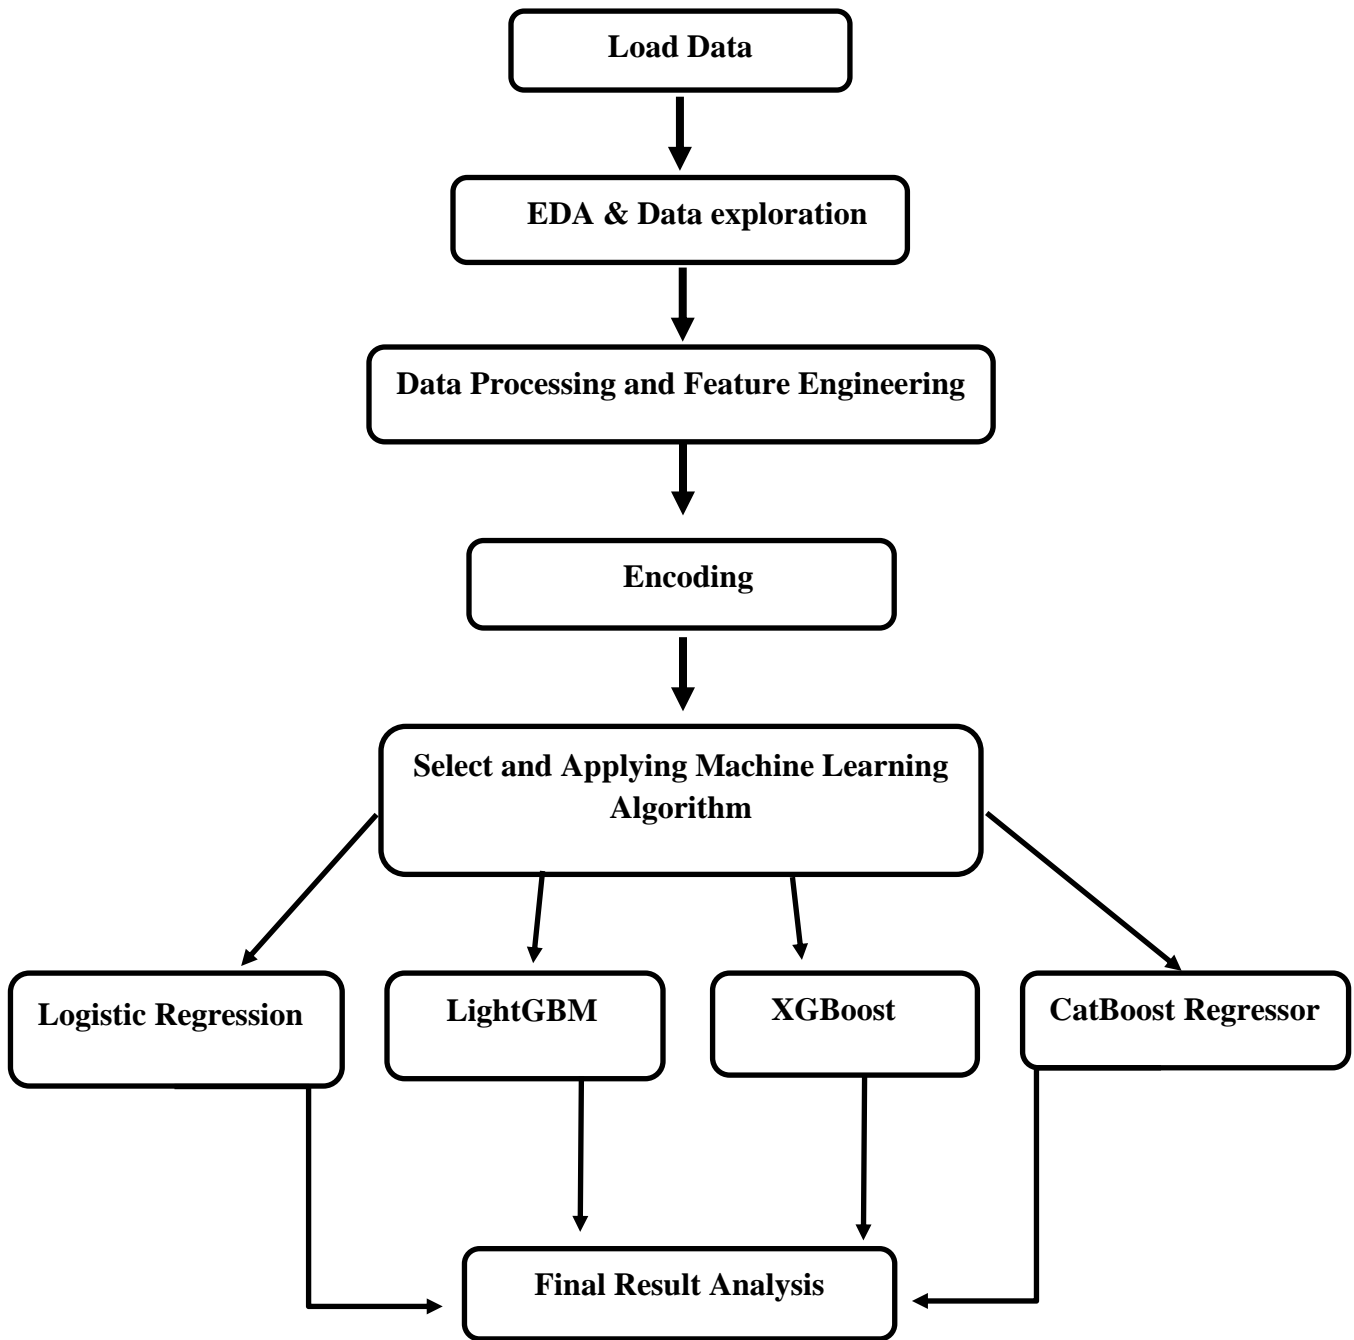 Load Data
EDA & Data exploration
Data Processing and Feature Engineering
Encoding
Select and Applying Machine Learning
Algorithm
Logistic Regression
LightGBM
XGBoost
CatBoost Regressor
Final Result Analysis